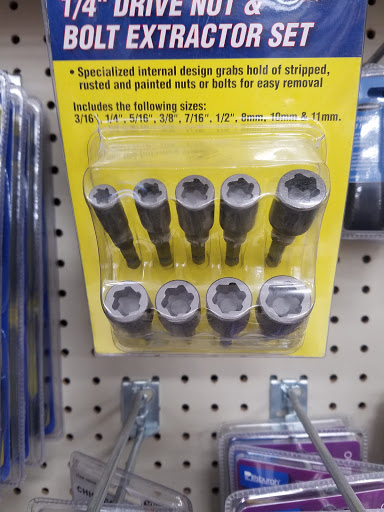 1/4" DRIVE NUT &
BOLT EXTRACTOR SET
• Specialized internal design grabs hold of stripped,
rusted and painted nuts or bolts for easy removal
Includes the following sizes:
3/16", 1/4", 5/16", 3/8", 7/16", 1/2", 8mm, 10mm & 11mm.
Pittsburgh